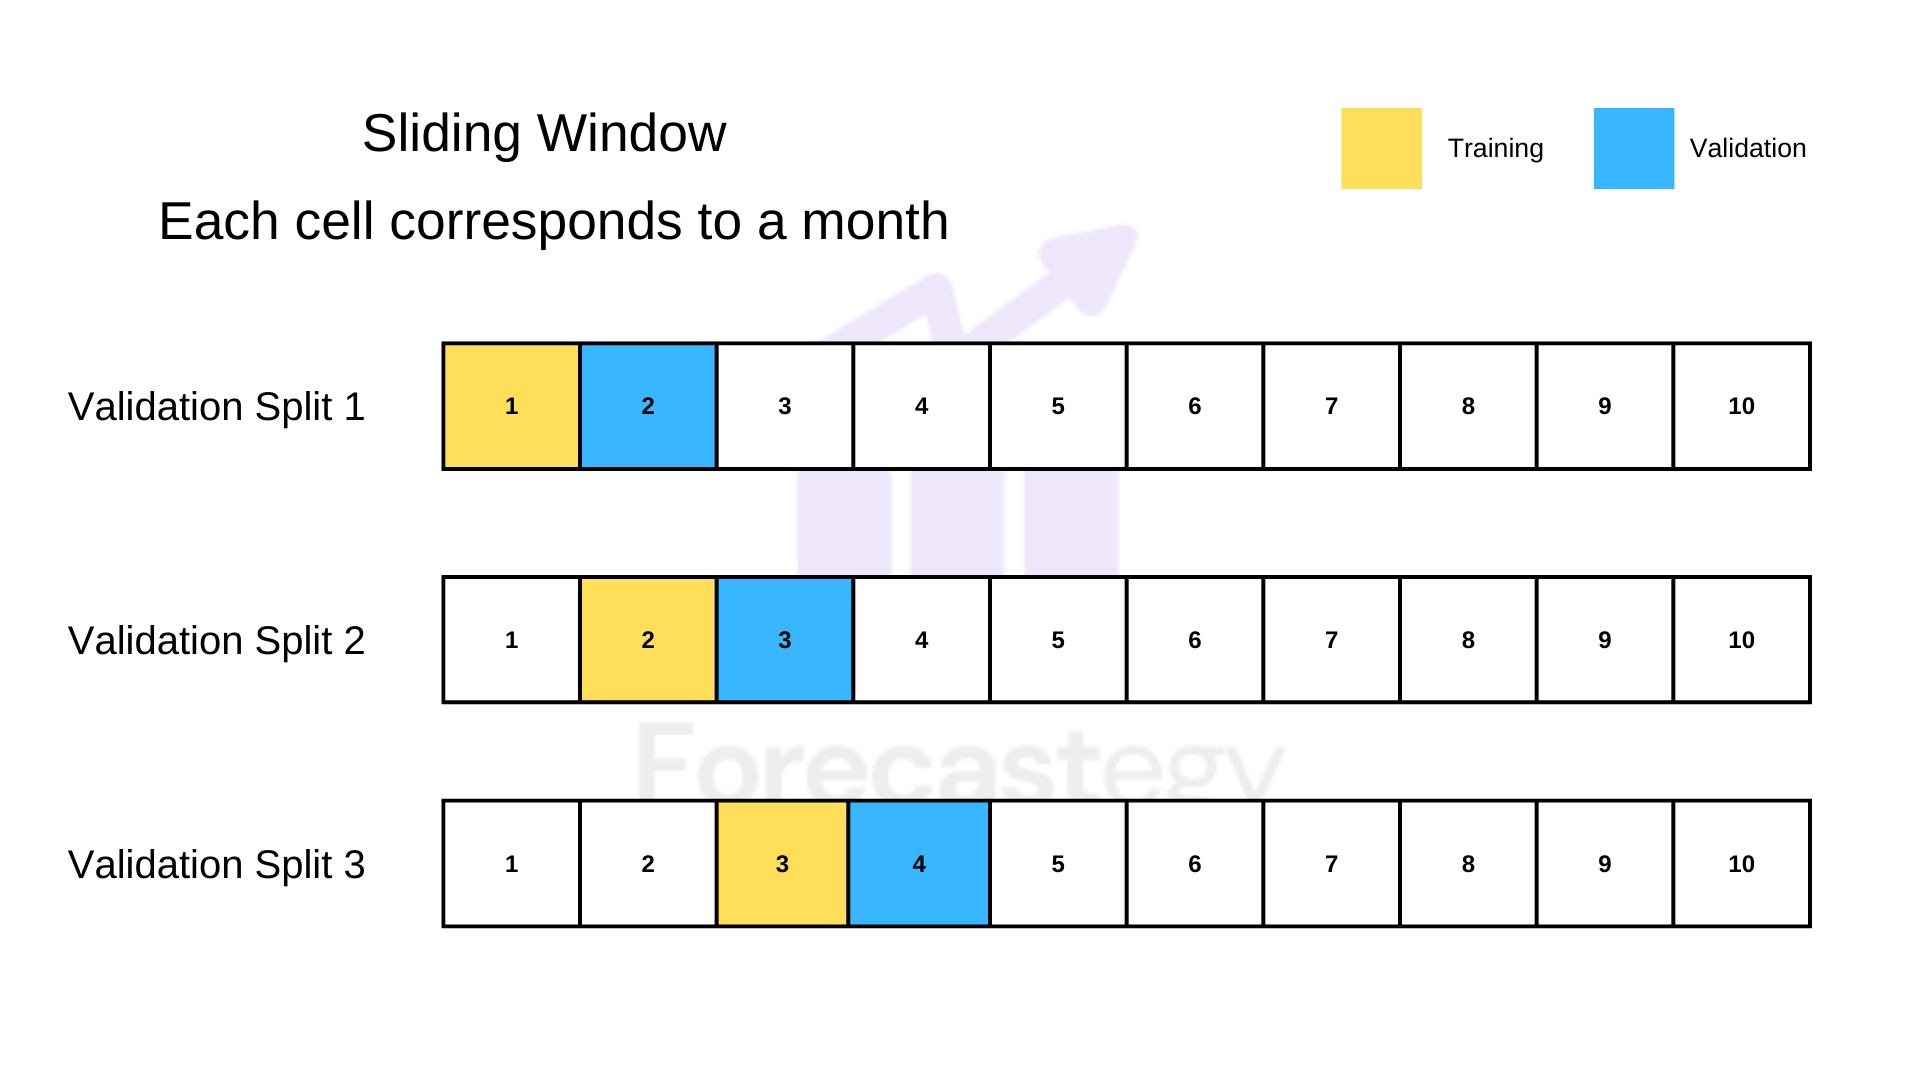 Sliding Window
Each cell corresponds to a month
Training
Validation
Validation Split 1
1 2 3 4 5 6 7 8 9 10
Validation Split 2
1 2 3 4 5 6 7 8 9 10
Forecastegy
Validation Split 3
1 2 3 4 5 6 7 8 9 10